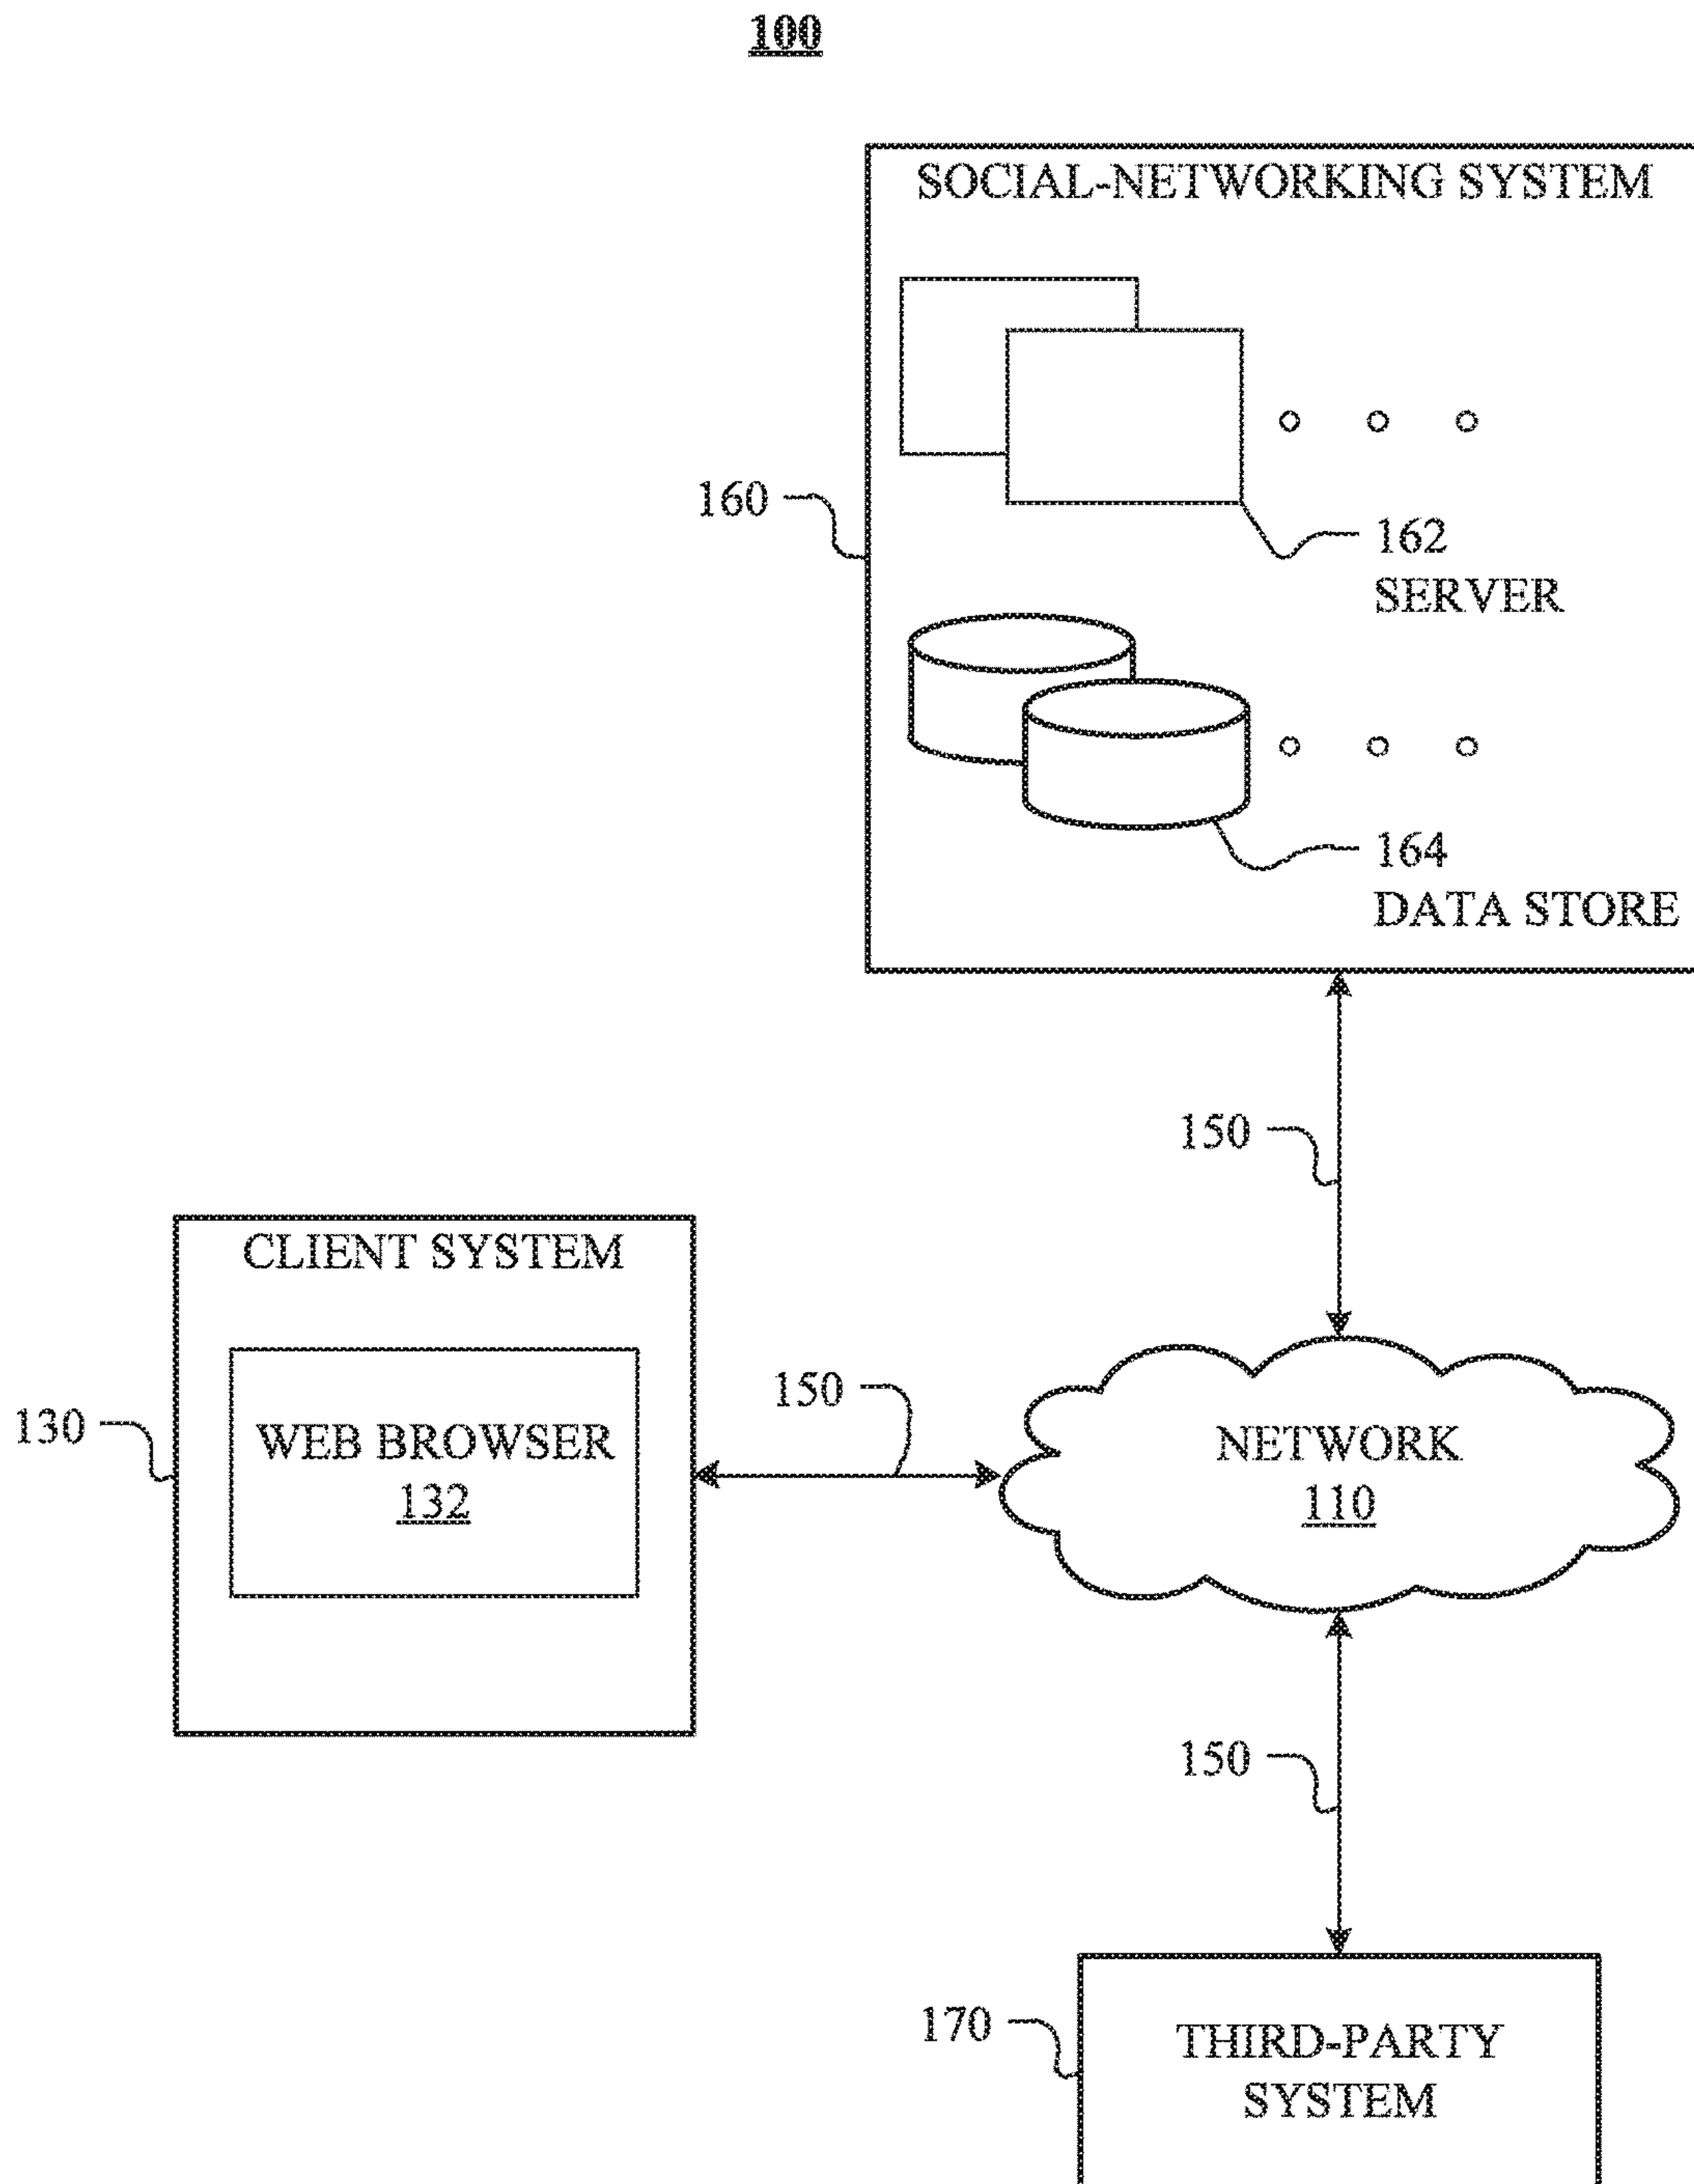 100
SOCIAL-NETWORKING SYSTEM
160
162
SERVER
164
DATA STORE
150
CLIENT SYSTEM
130
WEB BROWSER
132
150
NETWORK
110
150
170
THIRD-PARTY
SYSTEM